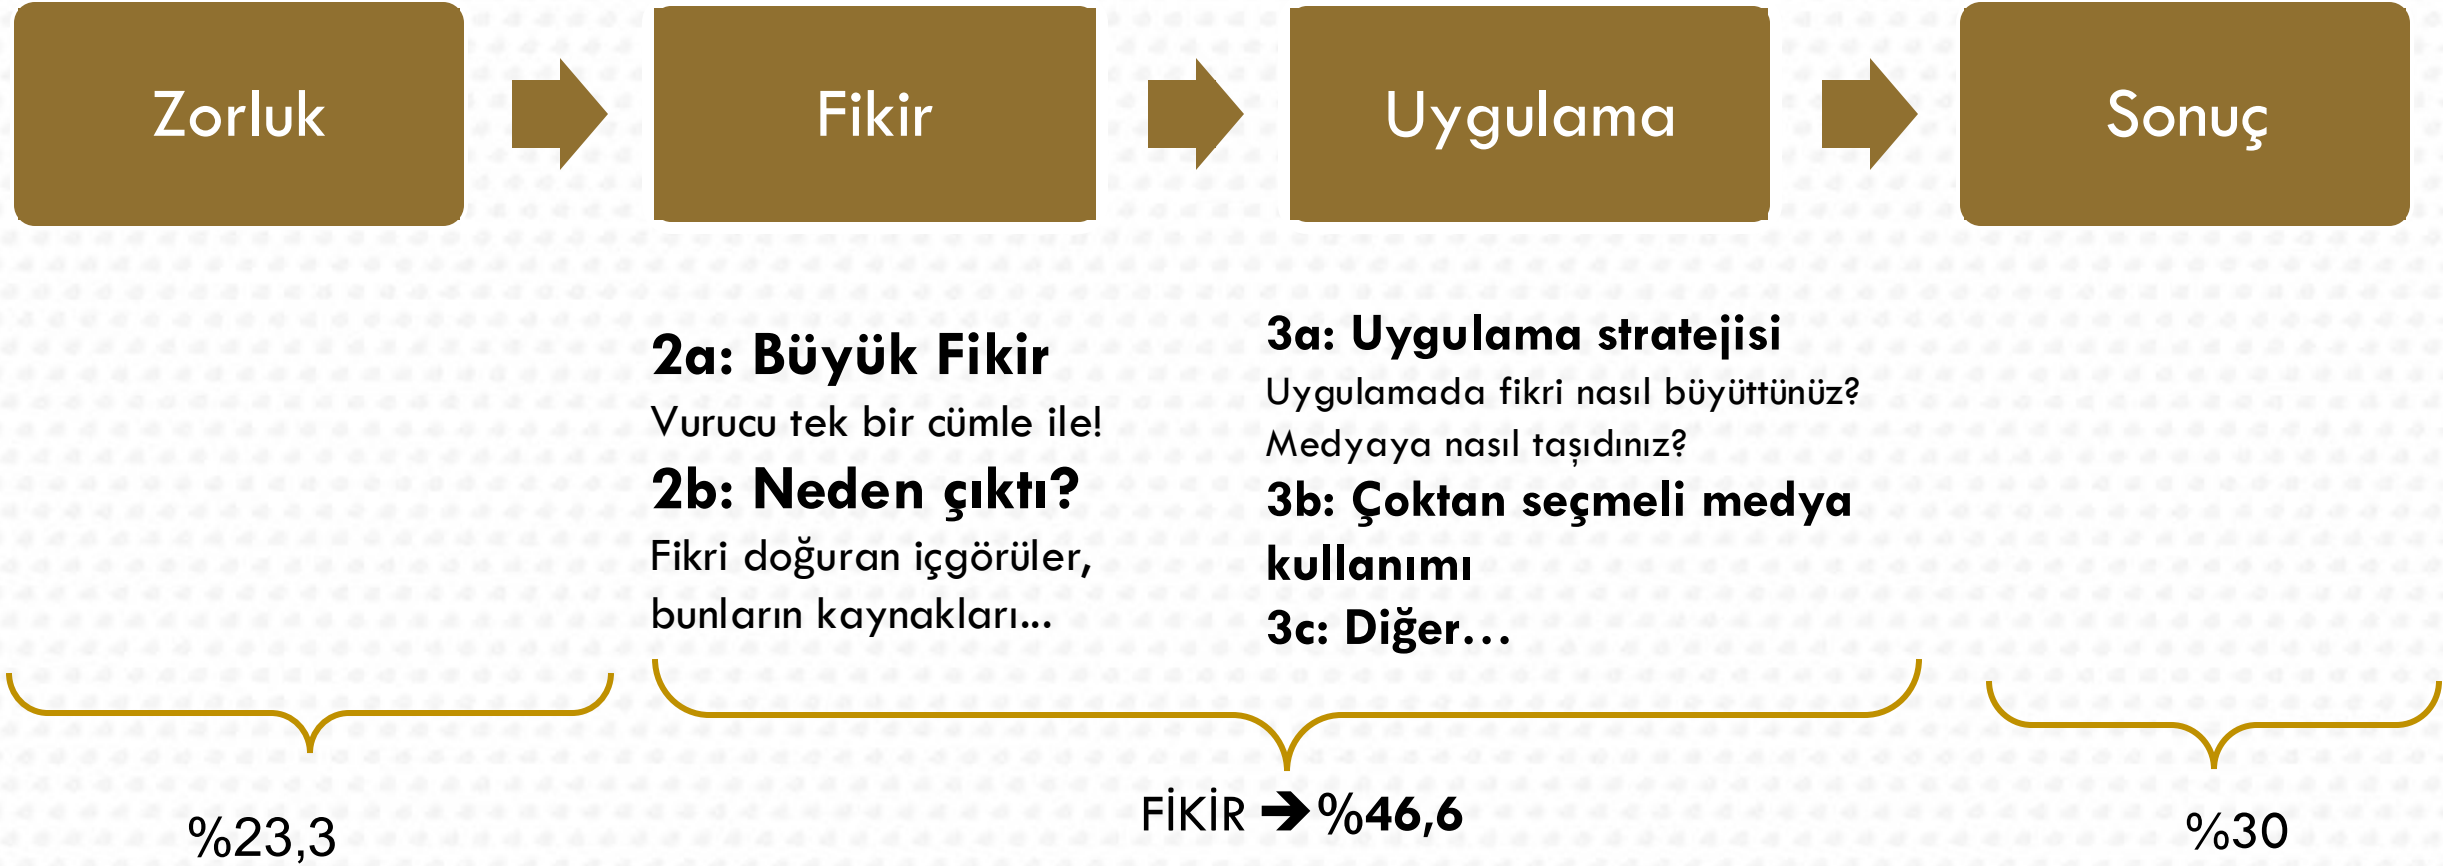 Zorluk
Fikir
Uygulama
Sonuç
2a: Büyük Fikir
Vurucu tek bir cümle ile!
2b: Neden çıktı?
Fikri doğuran içgörüler,
bunların kaynakları...
3a: Uygulama stratejisi
Uygulamada fikri nasıl büyüttünüz?
Medyaya nasıl taşıdınız?
3b: Çoktan seçmeli medya
kullanımı
3c: Diğer...
%23,3
FİKİR ➔ %46,6
%30